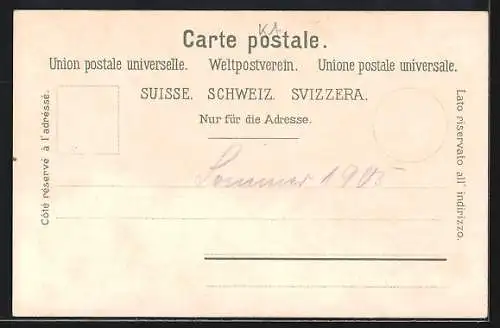 KA
Carte postale.
Union postale universelle. Weltpostverein. Unione postale universale.
SUISSE. SCHWEIZ. SVIZZERA.
Nur für die Adresse.
Côté réservé à l'adresse.
Lato riservato all' indirizzo.
Sommer 1905